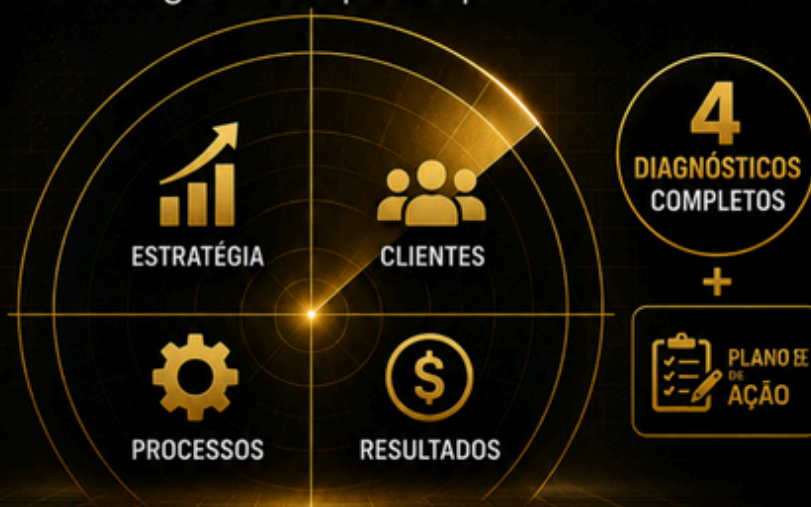 ESTRATÉGIA
CLIENTES
PROCESSOS
RESULTADOS
4
DIAGNÓSTICOS
COMPLETOS
+
PLANO
DE
AÇÃO